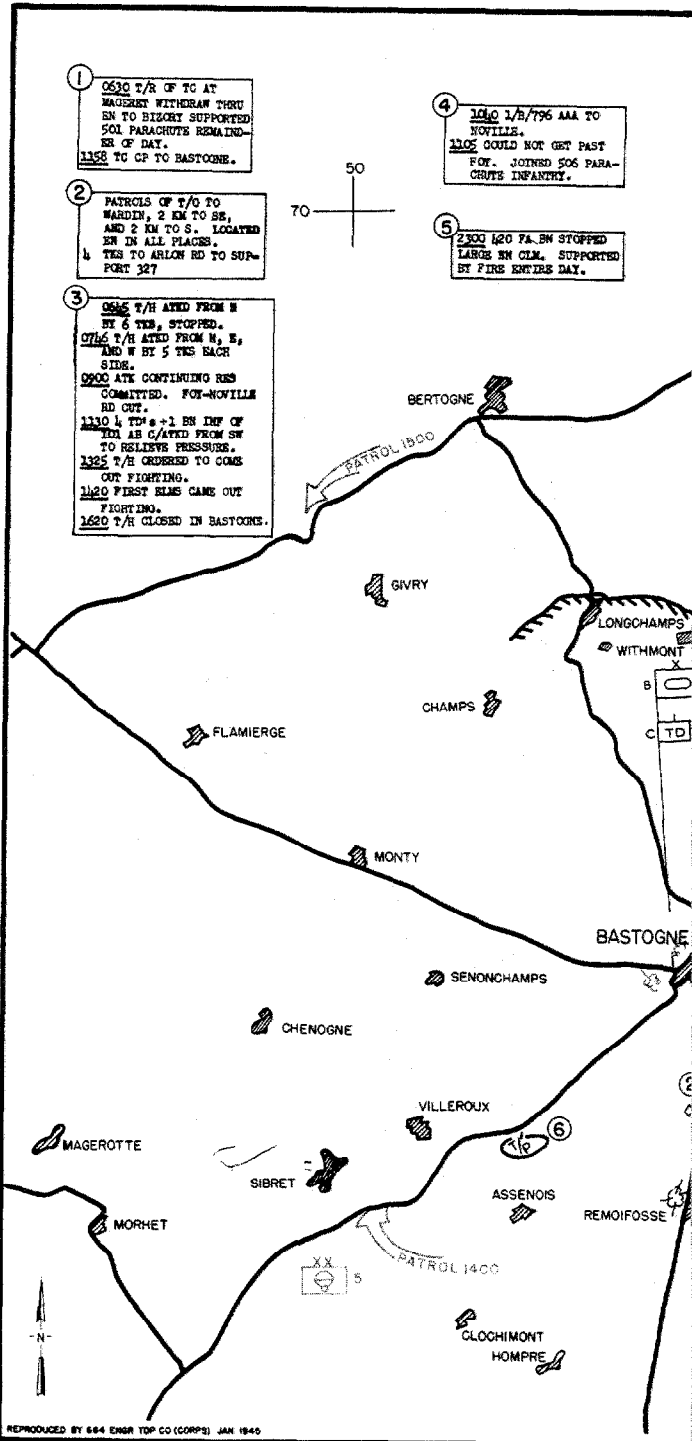 1
0630 T/R OF TC AT
MAGERET WITHDRAW THRU
EN TO BIZORY SUPPORTED
501 PARACHUTE REMAIND-
ER OF DAY.
1158 TC CP TO BASTOGNE.
2
PATROLS OF T/O TO
WARDIN, 2 KM TO SE,
AND 2 KM TO S. LOCATED
EN IN ALL PLACES.
4 TKS TO ARLON RD TO SUP-
PORT 327
3
T/H ATKD FROM
BY 6 TKS, STOPPED.
0746 T/H ATKD FROM N, E,
AND W BY 5 TKS EACH
SIDE.
0900 ATK CONTINUING RES
COMMITTED. FOY-NOVILLE
RD CUT.
1130 4 TD's +1 BN INF OF
101 AB C/ATKD FROM SW
TO RELIEVE PRESSURE.
1325 T/H ORDERED TO COME
OUT FIGHTING.
1420 FIRST ELMS CAME OUT
FIGHTING.
1620 T/H CLOSED IN BASTOGNE.
4
1040 1/B/796 AAA TO
NOVILLE.
1105 COULD NOT GET PAST
FOY. JOINED 506 PARA-
CHUTE INFANTRY.
5
2300 420 FA BN STOPPED
LARGE EN CLM. SUPPORTED
BY FIRE ENTIRE DAY.
50
70
BERTOGNE
PATROL 1500
GIVRY
LONGCHAMPS
WITHMONT
X
B
CHAMPS
C TD
FLAMIERGE
MONTY
BASTOGNE
SENONCHAMPS
CHENOGNE
2
VILLEROUX
6
T/P
MAGEROTTE
SIBRET
ASSENOIS
REMOIFOSSE
MORHET
PATROL 1400
XX
5
-N-
CLOCHIMONT
HOMPRE
REPRODUCED BY 664 ENGR TOP CO (CORPS) JAN 1945